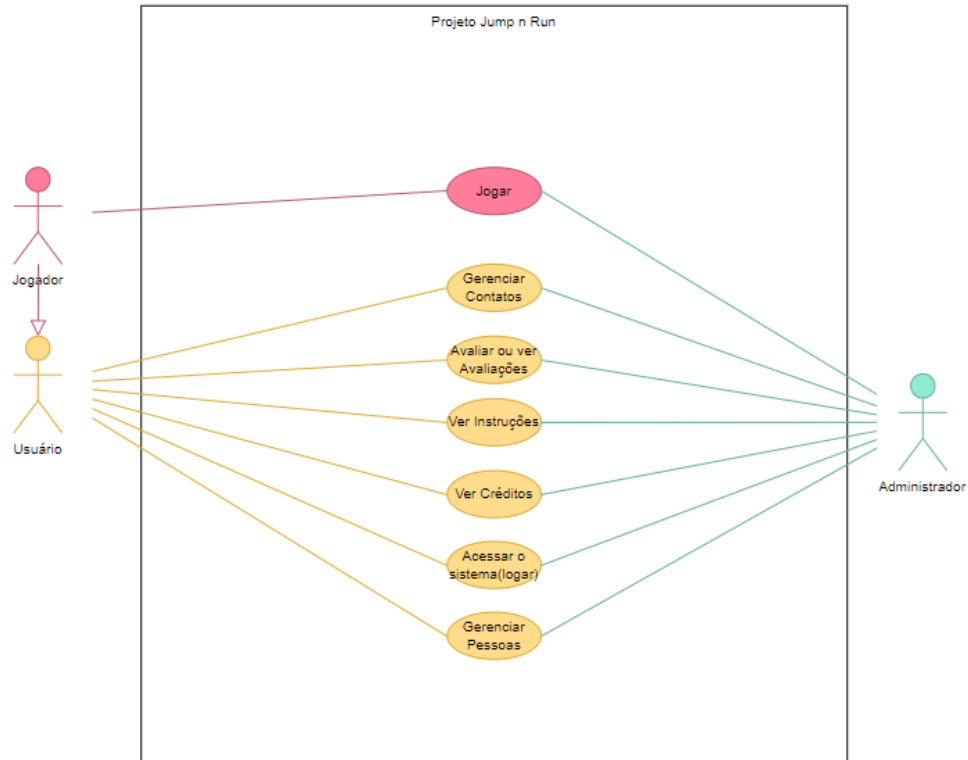 Projeto Jump n Run
Jogar
Jogador
Gerenciar
Contatos
Avaliar ou ver
Avaliações
Ver Instruções
Usuário
Administrador
Ver Créditos
Acessar o
sistema(logar)
Gerenciar
Pessoas